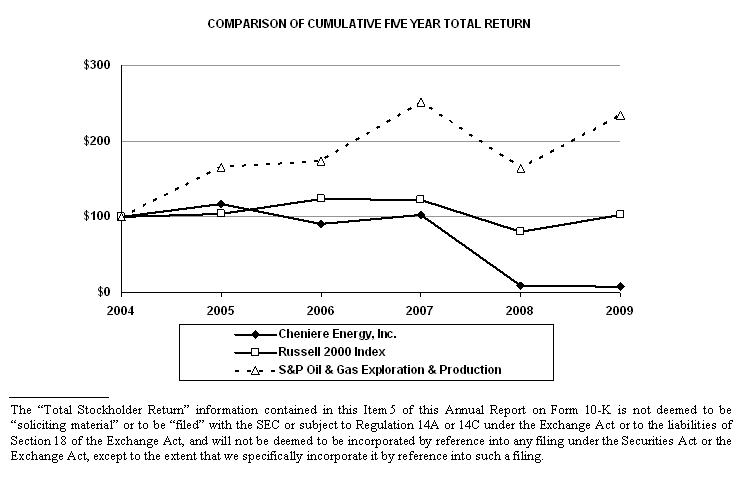 COMPARISON OF CUMULATIVE FIVE YEAR TOTAL RETURN
$300
$200
$100
$0
2004 2005 2006 2007 2008 2009
Cheniere Energy, Inc.
Russell 2000 Index
S&P Oil & Gas Exploration & Production
The “Total Stockholder Return” information contained in this Item 5 of this Annual Report on Form 10-K is not deemed to be
“soliciting material” or to be “filed” with the SEC or subject to Regulation 14A or 14C under the Exchange Act or to the liabilities of
Section 18 of the Exchange Act, and will not be deemed to be incorporated by reference into any filing under the Securities Act or the
Exchange Act, except to the extent that we specifically incorporate it by reference into such a filing.